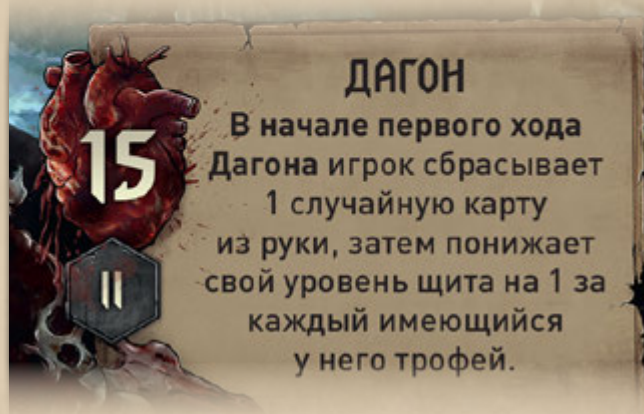 ДАГОН
В начале первого хода
Дагона игрок сбрасывает
1 случайную карту
из руки, затем понижает
свой уровень щита на 1 за
каждый имеющийся
у него трофей.
15
II